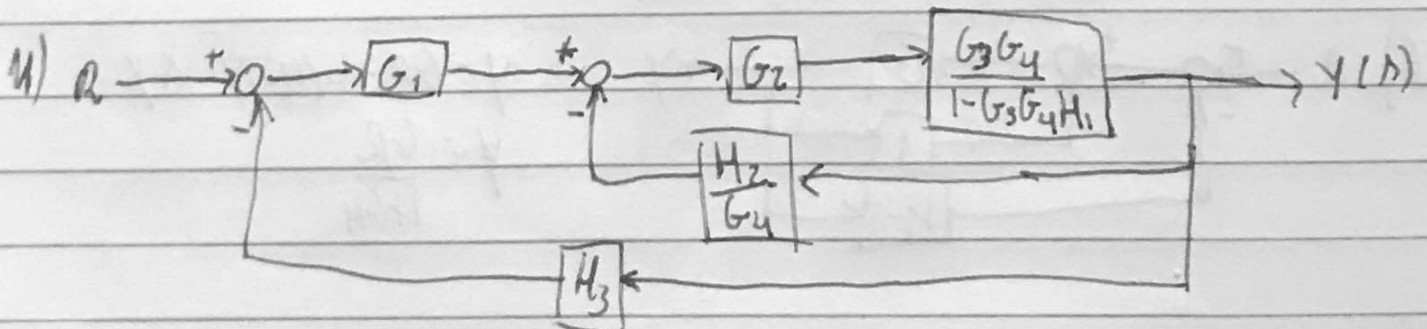 4) R + G₁ + G₂ G₃G₄ / 1-G₃G₄H₁ Y(s)
- -
H₂ / G₄
H₃